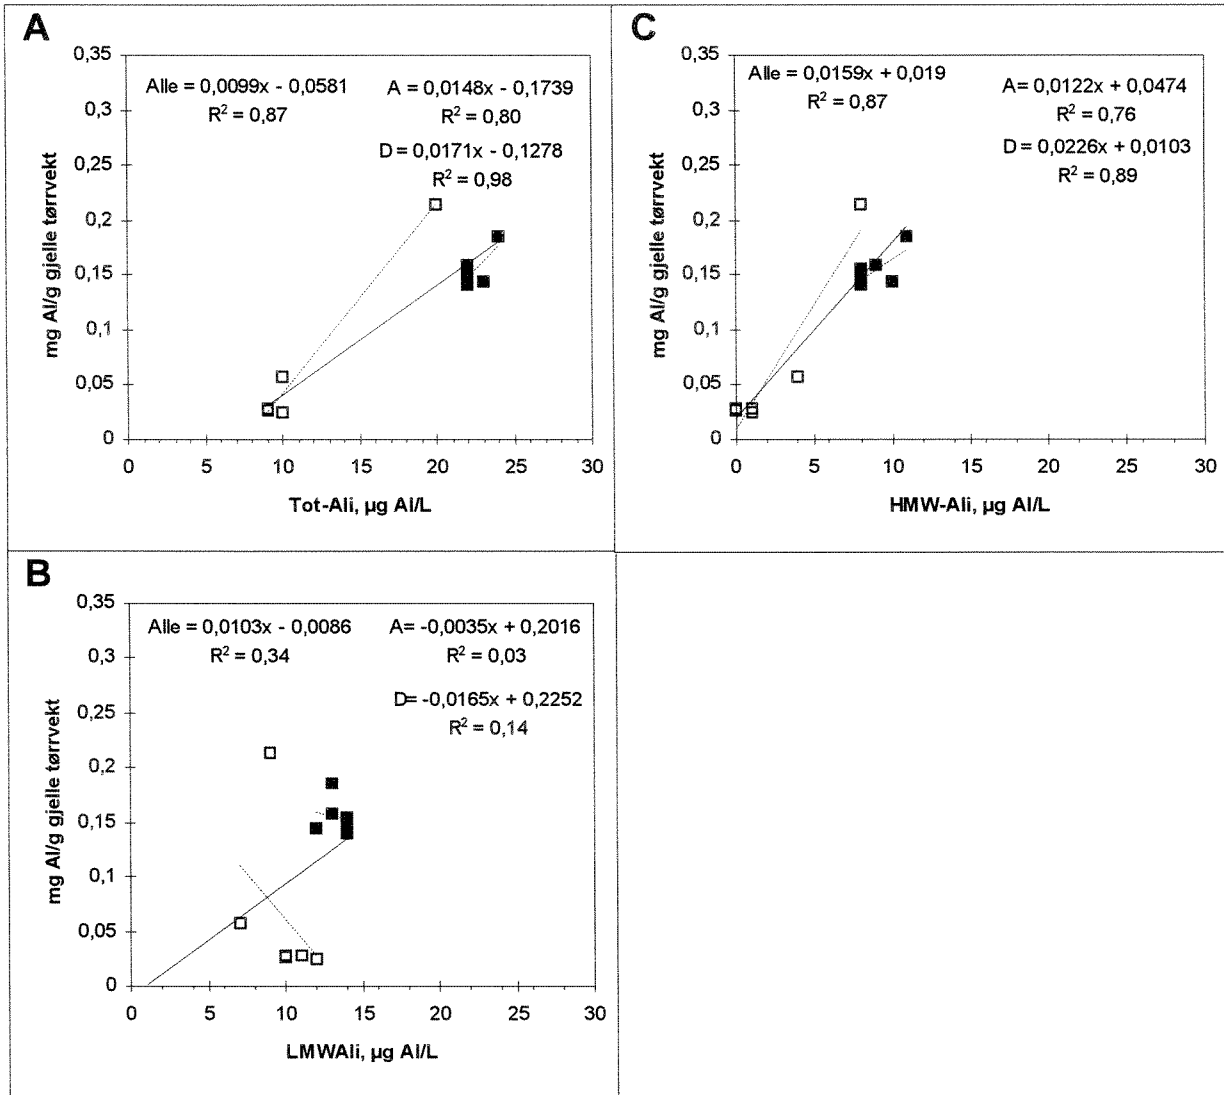 A
0,35
0,3
0,25
0,2
0,15
0,1
0,05
0
mg Al/g gjelle tørrvekt
Alle = 0,0099x - 0,0581
R² = 0,87
A = 0,0148x - 0,1739
R² = 0,80
D = 0,0171x - 0,1278
R² = 0,98
0 5 10 15 20 25 30
Tot-Ali, µg Al/L
C
0,35
0,3
0,25
0,2
0,15
0,1
0,05
0
mg Al/g gjelle tørrvekt
Alle = 0,0159x + 0,019
R² = 0,87
A= 0,0122x + 0,0474
R² = 0,76
D = 0,0226x + 0,0103
R² = 0,89
0 5 10 15 20 25 30
HMW-Ali, µg Al/L
B
0,35
0,3
0,25
0,2
0,15
0,1
0,05
0
mg Al/g gjelle tørrvekt
Alle = 0,0103x - 0,0086
R² = 0,34
A= -0,0035x + 0,2016
R² = 0,03
D= -0,0165x + 0,2252
R² = 0,14
0 5 10 15 20 25 30
LMWAli, µg Al/L